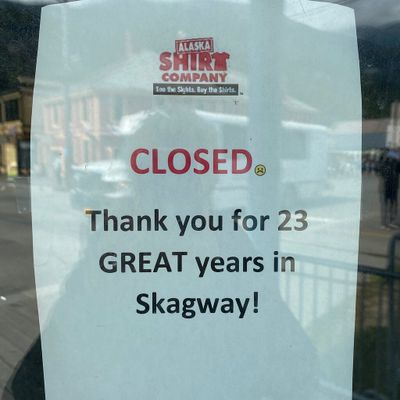 ALASKA
SHIRT
COMPANY
See the Sights. Buy the Shirts.
CLOSED.
Thank you for 23
GREAT years in
Skagway!